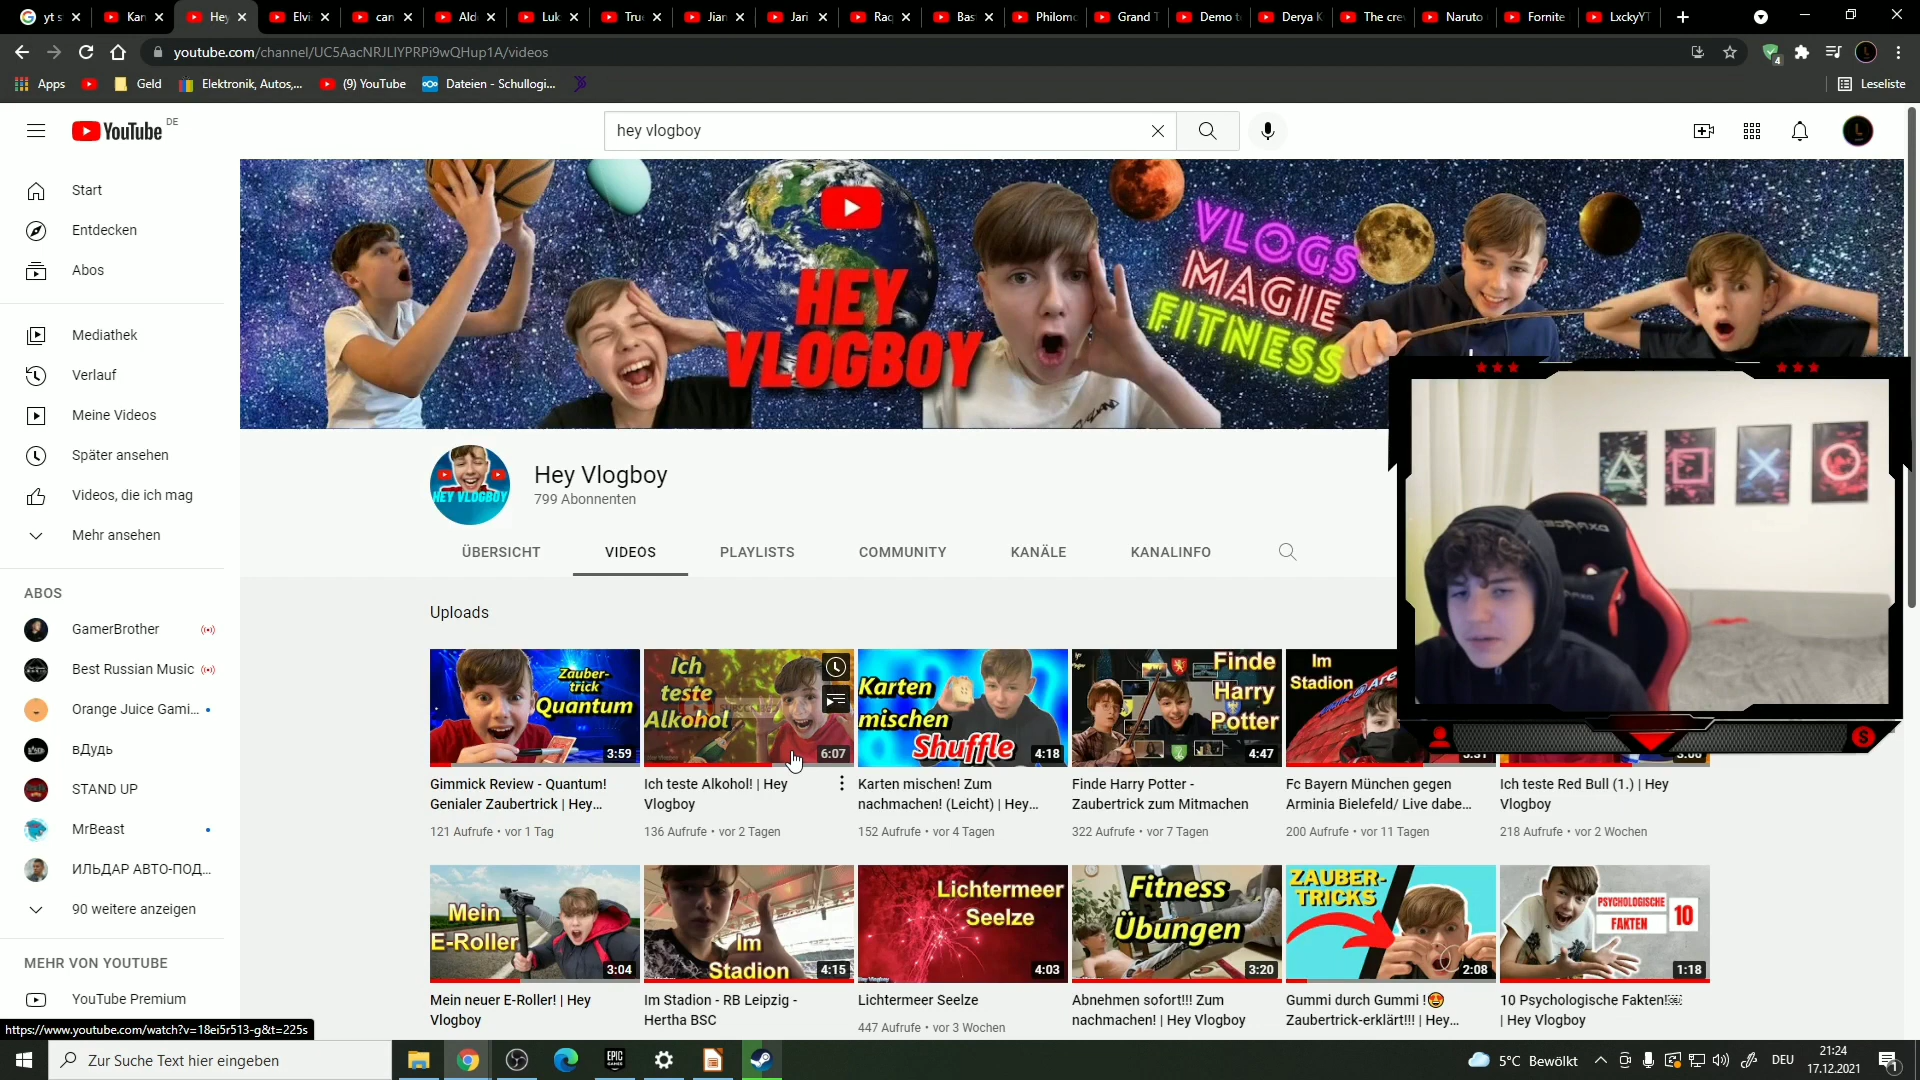 yt s
Kan
Hey
Elvi
can
Ald
Luk
Tru
Jian
Jari
Raq
Bas
Philom
Grand T
Demo t
Derya K
The cre
Naruto
Fornite
LxckyYT
youtube.com/channel/UC5AacNRJLIYPRPi9wQHup1A/videos
4
Apps
Geld
Elektronik, Autos,...
(9) YouTube
Dateien - Schullogi...
Leseliste
YouTube DE
hey vlogboy
Start
Entdecken
Abos
Mediathek
Verlauf
Meine Videos
Später ansehen
Videos, die ich mag
Mehr ansehen
ABOS
GamerBrother
Best Russian Music
Orange Juice Gami...
вДудь
STAND UP
MrBeast
ИЛЬДАР АВТО-ПОД...
90 weitere anzeigen
MEHR VON YOUTUBE
YouTube Premium
HEY
VLOGBOY
VLOGS
MAGIE
FITNESS
HEY VLOGBOY
Hey Vlogboy
799 Abonnenten
ÜBERSICHT
VIDEOS
PLAYLISTS
COMMUNITY
KANÄLE
KANALINFO
Uploads
Zauber-
trick
Quantum
3:59
Gimmick Review - Quantum!
Genialer Zaubertrick | Hey...
121 Aufrufe • vor 1 Tag
Ich
teste
Alkohol
6:07
Ich teste Alkohol! | Hey
Vlogboy
136 Aufrufe • vor 2 Tagen
Karten
mischen
Shuffle
4:18
Karten mischen! Zum
nachmachen! (Leicht) | Hey...
152 Aufrufe • vor 4 Tagen
Finde
Harry
Potter
4:47
Finde Harry Potter -
Zaubertrick zum Mitmachen
322 Aufrufe • vor 7 Tagen
Im
Stadion
Fc Bayern München gegen
Arminia Bielefeld/ Live dabe...
200 Aufrufe • vor 11 Tagen
Ich teste Red Bull (1.) | Hey
Vlogboy
218 Aufrufe • vor 2 Wochen
Mein
E-Roller
3:04
Mein neuer E-Roller! | Hey
Vlogboy
Im
Stadion
4:15
Im Stadion - RB Leipzig -
Hertha BSC
Lichtermeer
Seelze
4:03
Lichtermeer Seelze
447 Aufrufe • vor 3 Wochen
Fitness
Übungen
3:20
Abnehmen sofort!!! Zum
nachmachen! | Hey Vlogboy
ZAUBER-
TRICKS
2:08
Gummi durch Gummi !🤩
Zaubertrick-erklärt!!! | Hey...
PSYCHOLOGISCHE
FAKTEN
10
1:18
10 Psychologische Fakten!
| Hey Vlogboy
https://www.youtube.com/watch?v=18ei5r513-g&t=225s
Zur Suche Text hier eingeben
EPIC
GAMES
5°C Bewölkt
DEU
21:24
17.12.2021
1